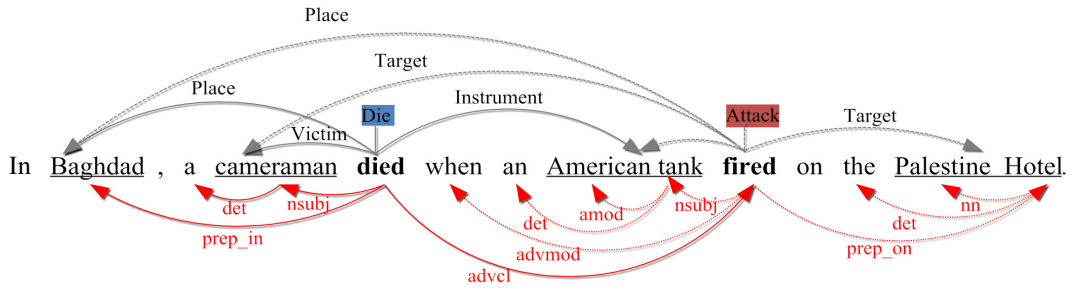 Place
Target
Place
Die
Instrument
Attack
Target
Victim
In Baghdad , a cameraman died when an American tank fired on the Palestine Hotel.
det
nsubj
amod
nsubj
nn
prep_in
det
det
advmod
prep_on
advcl